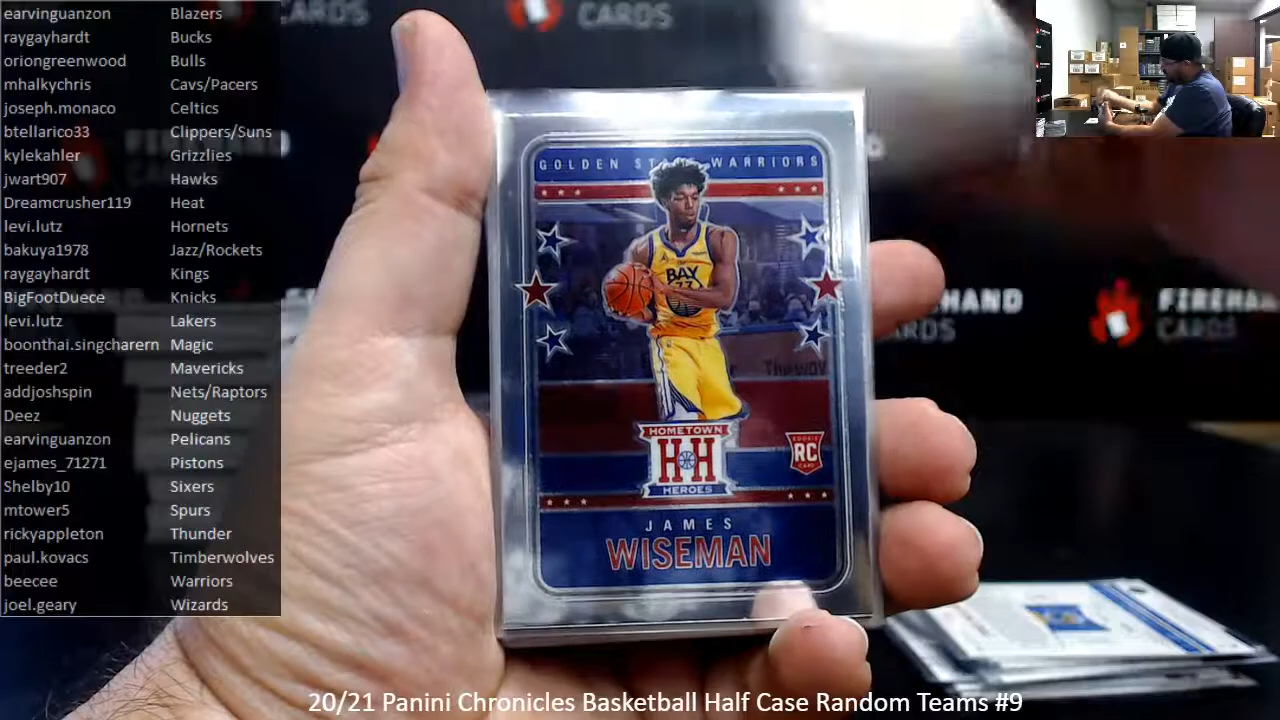 earvinguanzon Blazers
raygayhardt Bucks
oriongreenwood Bulls
mhalkychris Cavs/Pacers
joseph.monaco Celtics
btellarico33 Clippers/Suns
kylekahler Grizzlies
jwart907 Hawks
Dreamcrusher119 Heat
levi.lutz Hornets
bakuya1978 Jazz/Rockets
raygayhardt Kings
BigFootDuece Knicks
levi.lutz Lakers
boonthai.singcharern Magic
treeder2 Mavericks
addjoshspin Nets/Raptors
Deez Nuggets
earvinguanzon Pelicans
ejames_71271 Pistons
Shelby10 Sixers
mtower5 Spurs
rickyappleton Thunder
paul.kovacs Timberwolves
beecee Warriors
joel.geary Wizards
CARDS
CARDS
GOLDEN WARRIORS
BAY
HOMETOWN
HH
HEROES
ROOKIE
RC
CARD
JAMES
WISEMAN
FIREHAND
CARDS
CARDS
CARDS
20/21 Panini Chronicles Basketball Half Case Random Teams #9